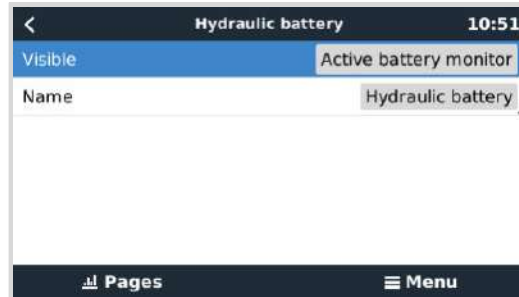 Hydraulic battery 10:51
Visible Active battery monitor
Name Hydraulic battery
Pages Menu